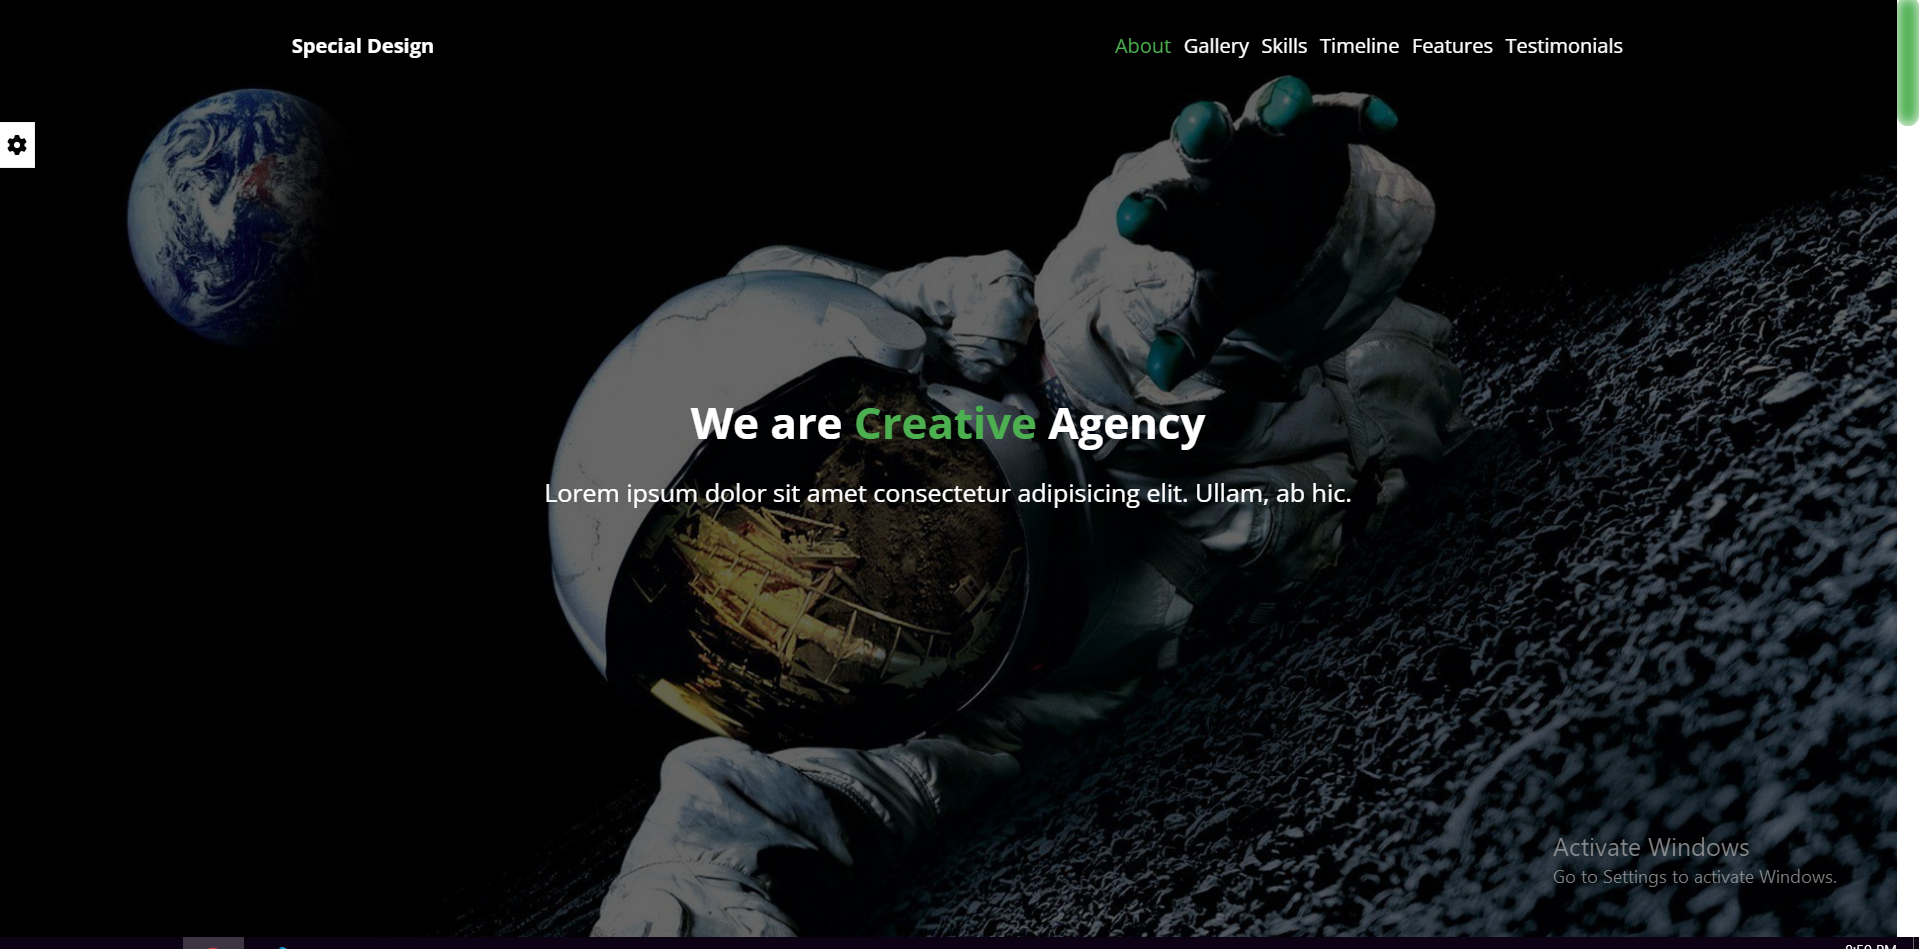 Special Design
About Gallery Skills Timeline Features Testimonials
We are Creative Agency
Lorem ipsum dolor sit amet consectetur adipisicing elit. Ullam, ab hic.
Activate Windows
Go to Settings to activate Windows.